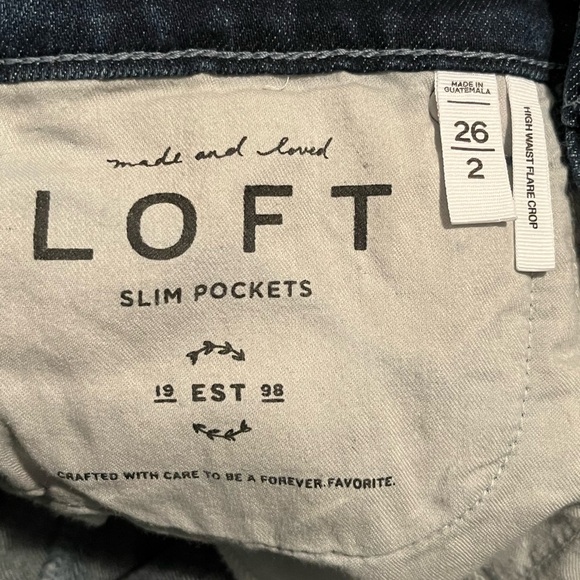 made and loved
LOFT
SLIM POCKETS
19 EST 98
CRAFTED WITH CARE TO BE A FOREVER.FAVORITE.
MADE IN
GUATEMALA
26
2
HIGH WAIST FLARE CROP